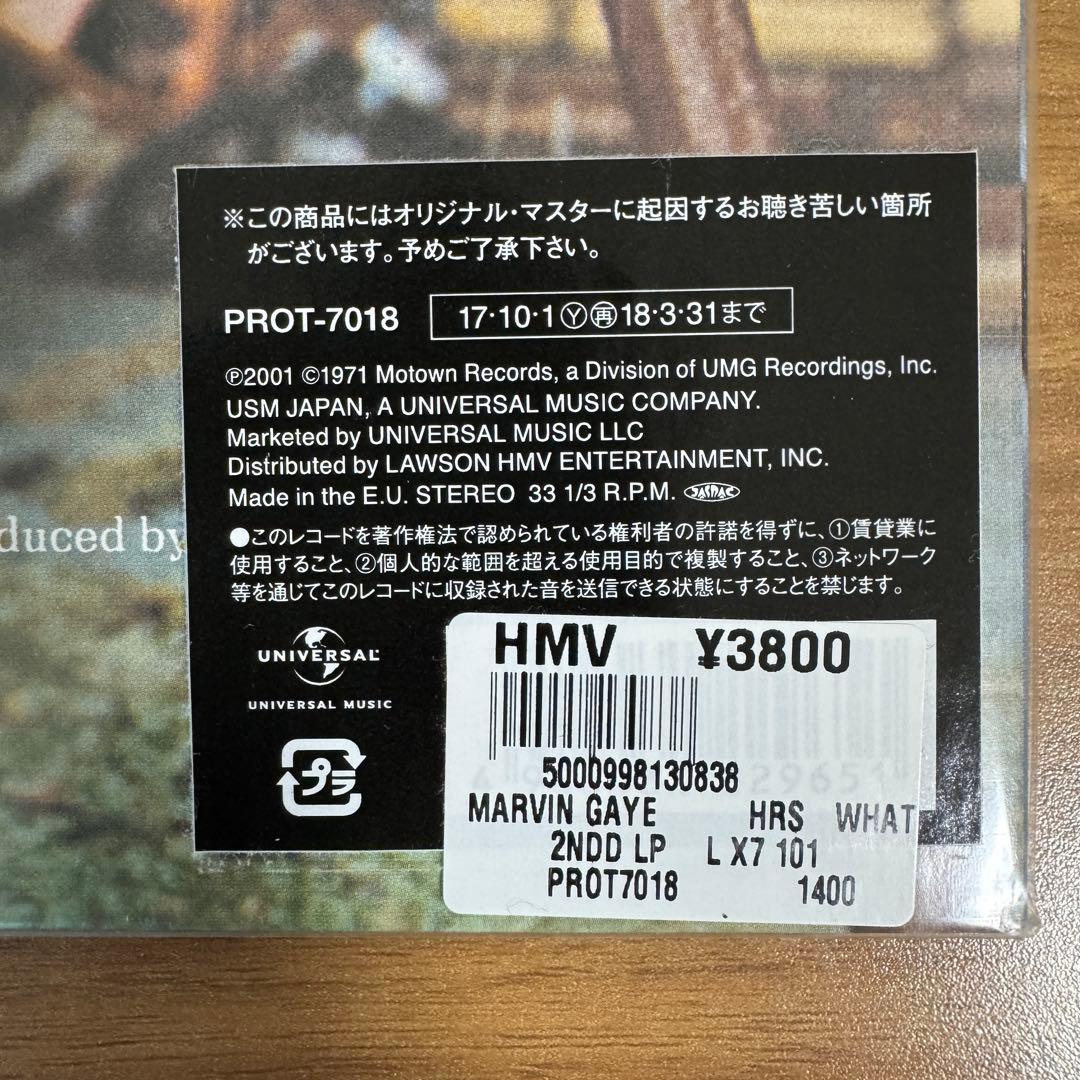 ※この商品にはオリジナル・マスターに起因するお聴き苦しい箇所
がございます。予めご了承下さい。
PROT-7018 17・10・1Ⓨ㊢18・3・31まで
Ⓟ2001 ©1971 Motown Records, a Division of UMG Recordings, Inc.
USM JAPAN, A UNIVERSAL MUSIC COMPANY.
Marketed by UNIVERSAL MUSIC LLC
Distributed by LAWSON HMV ENTERTAINMENT, INC.
Made in the E.U. STEREO 33 1/3 R.P.M. JASRAC
duced by
●このレコードを著作権法で認められている権利者の許諾を得ずに、①賃貸業に
使用すること、②個人的な範囲を超える使用目的で複製すること、③ネットワーク
等を通じてこのレコードに収録された音を送信できる状態にすることを禁じます。
UNIVERSAL
UNIVERSAL MUSIC
プラ
HMV ¥3800
5000998130838
MARVIN GAYE HRS WHAT
2NDD LP L X7 101
PROT7018 1400